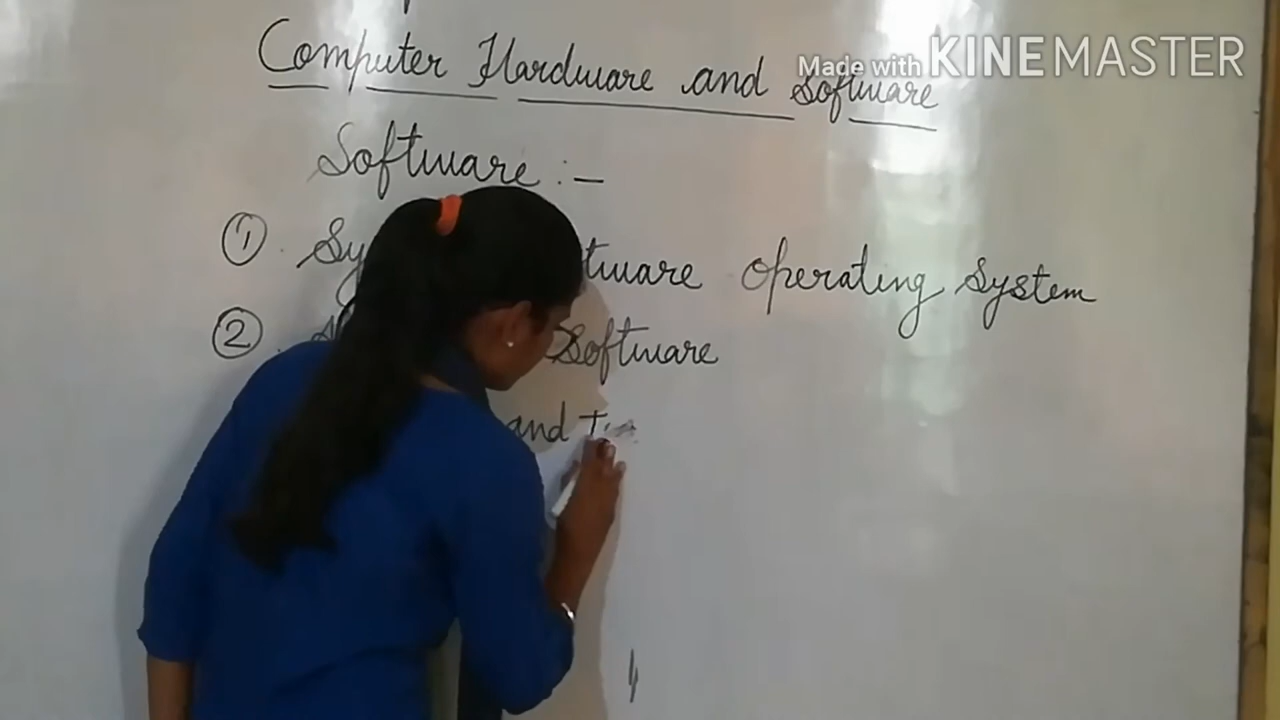 Made with KINEMASTER
Computer Hardware and Software
Software :-
1 Sy tware Operating System
2 Software
and